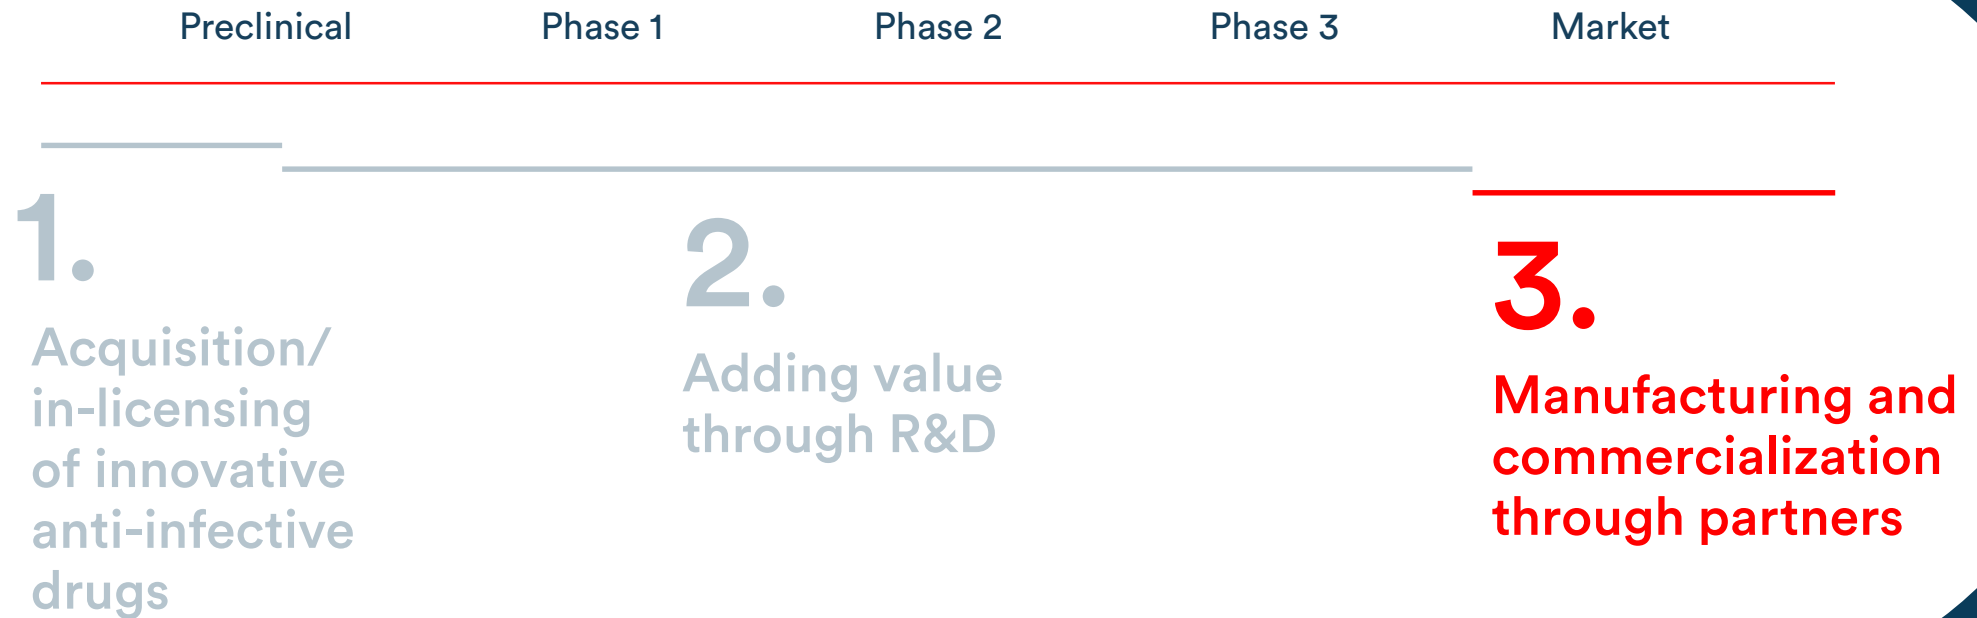 Preclinical Phase 1 Phase 2 Phase 3 Market
1.
Acquisition/
in-licensing
of innovative
anti-infective
drugs
2.
Adding value
through R&D
3.
Manufacturing and
commercialization
through partners